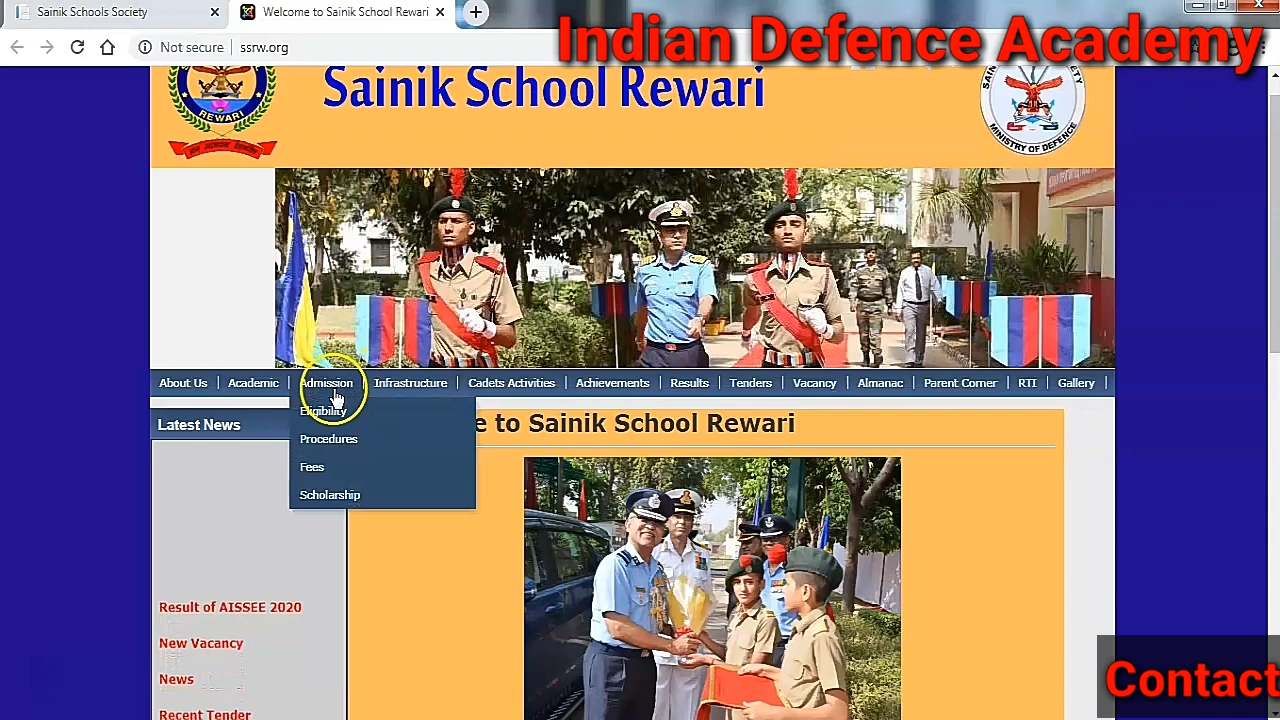 Sainik Schools Society
Welcome to Sainik School Rewari
Indian Defence Academy
Not secure
ssrw.org
REWARI
Sainik School Rewari
MINISTRY OF DEFENCE
About Us | Academic | Admission Infrastructure | Cadets Activities | Achievements | Results | Tenders | Vacancy | Almanac | Parent Corner | RTI | Gallery |
Eligibility
Procedures
Fees
Scholarship
Latest News
e to Sainik School Rewari
Result of AISSEE 2020
New Vacancy
News
Recent Tender
Contact